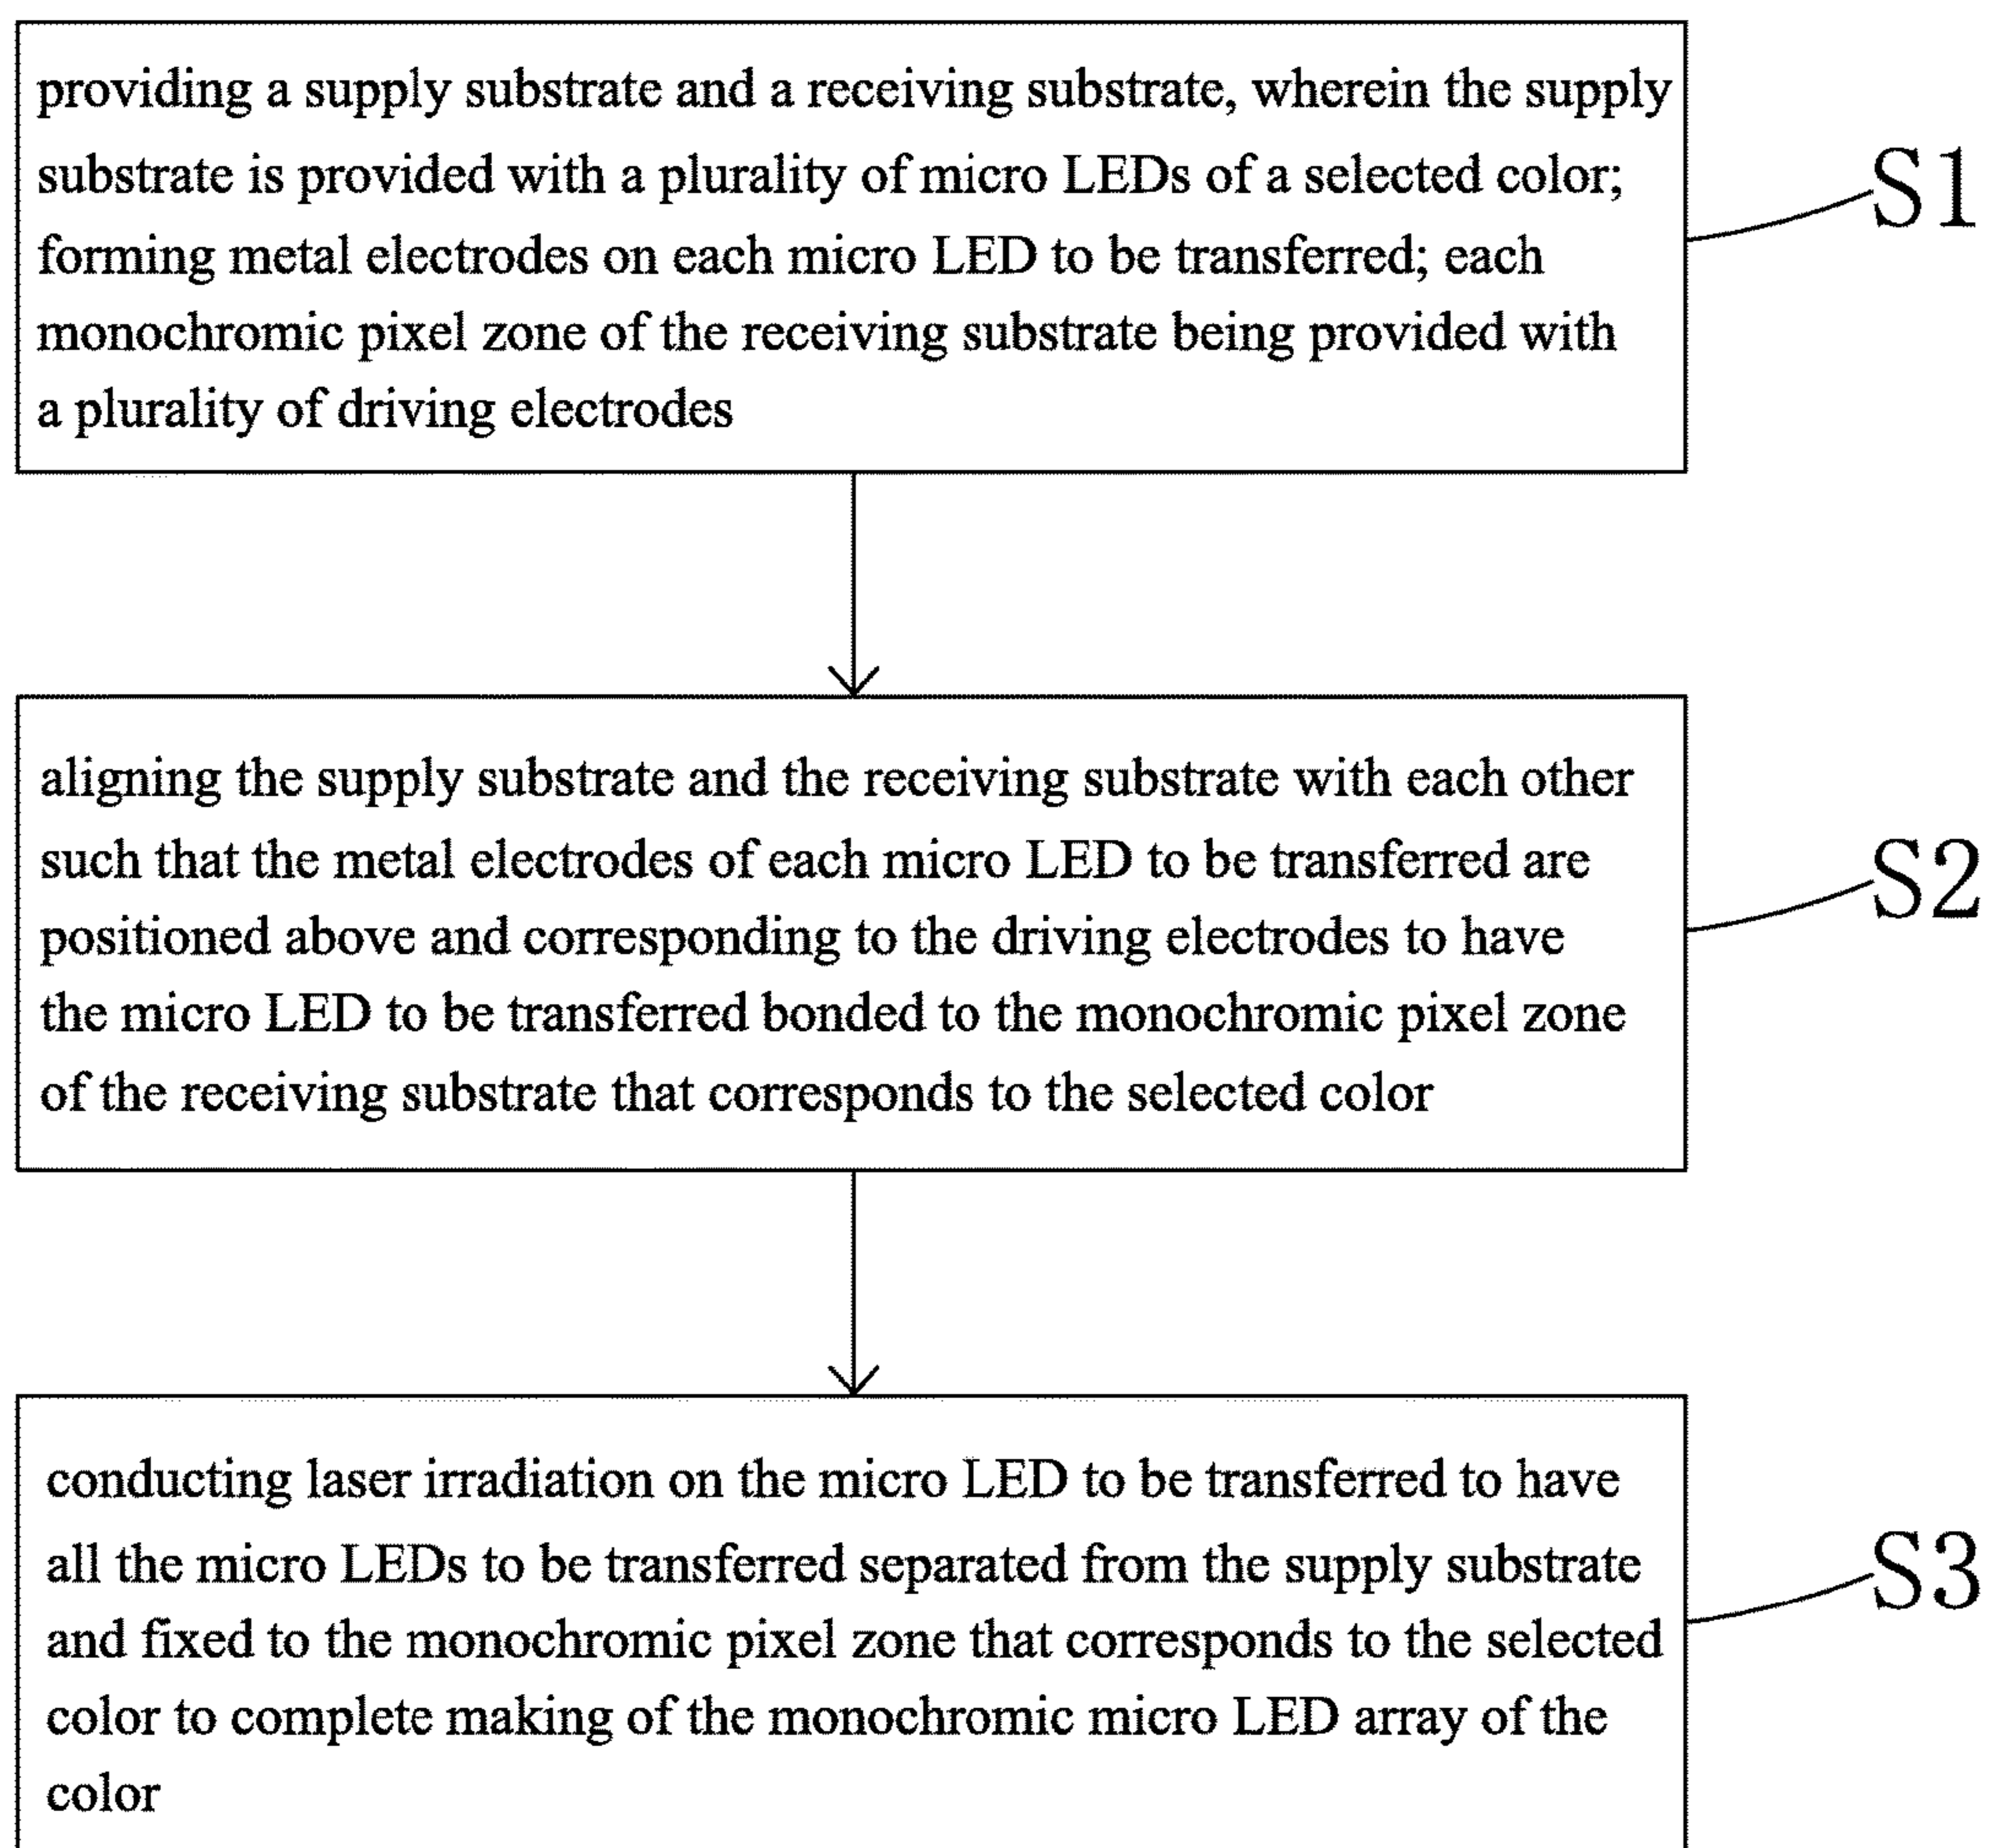 providing a supply substrate and a receiving substrate, wherein the supply
substrate is provided with a plurality of micro LEDs of a selected color;
forming metal electrodes on each micro LED to be transferred; each
monochromic pixel zone of the receiving substrate being provided with
a plurality of driving electrodes
S1
aligning the supply substrate and the receiving substrate with each other
such that the metal electrodes of each micro LED to be transferred are
positioned above and corresponding to the driving electrodes to have
the micro LED to be transferred bonded to the monochromic pixel zone
of the receiving substrate that corresponds to the selected color
S2
conducting laser irradiation on the micro LED to be transferred to have
all the micro LEDs to be transferred separated from the supply substrate
and fixed to the monochromic pixel zone that corresponds to the selected
color to complete making of the monochromic micro LED array of the
color
S3